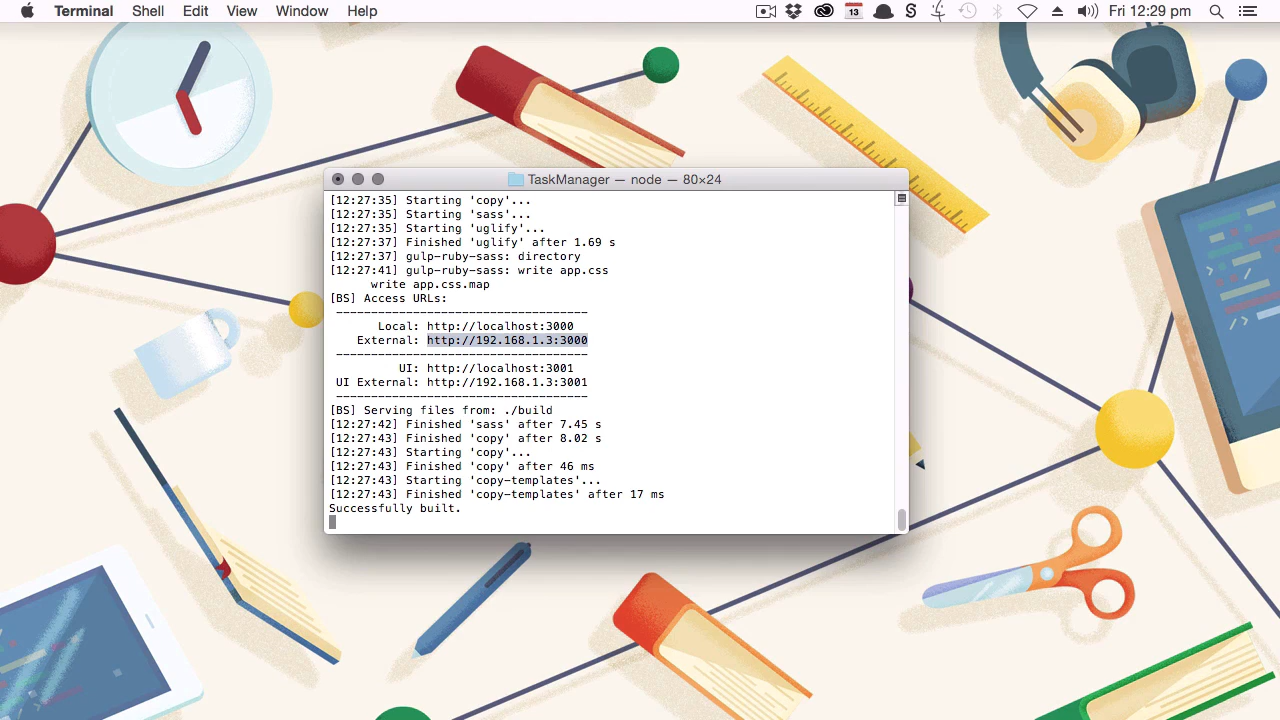 Terminal Shell Edit View Window Help 13 Fri 12:29 pm
TaskManager — node — 80×24
[12:27:35] Starting 'copy'...
[12:27:35] Starting 'sass'...
[12:27:35] Starting 'uglify'...
[12:27:37] Finished 'uglify' after 1.69 s
[12:27:37] gulp-ruby-sass: directory
[12:27:41] gulp-ruby-sass: write app.css
write app.css.map
[BS] Access URLs:
-------------------------------------
Local: http://localhost:3000
External: http://192.168.1.3:3000
-------------------------------------
UI: http://localhost:3001
UI External: http://192.168.1.3:3001
-------------------------------------
[BS] Serving files from: ./build
[12:27:42] Finished 'sass' after 7.45 s
[12:27:43] Finished 'copy' after 8.02 s
[12:27:43] Starting 'copy'...
[12:27:43] Finished 'copy' after 46 ms
[12:27:43] Starting 'copy-templates'...
[12:27:43] Finished 'copy-templates' after 17 ms
Successfully built.